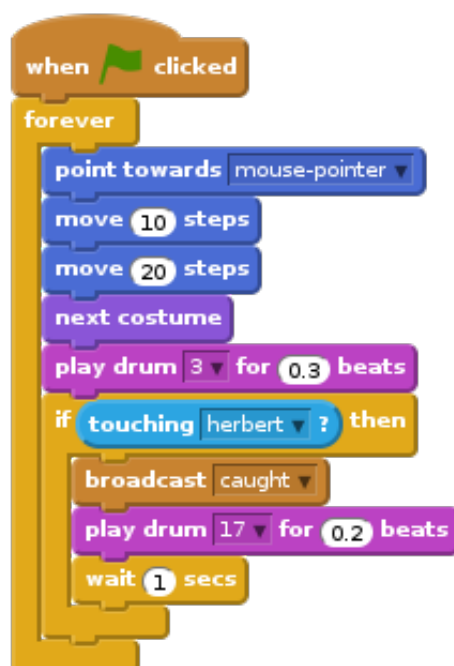 when clicked
forever
point towards mouse-pointer
move 10 steps
move 20 steps
next costume
play drum 3 for 0.3 beats
if touching herbert ? then
broadcast caught
play drum 17 for 0.2 beats
wait 1 secs